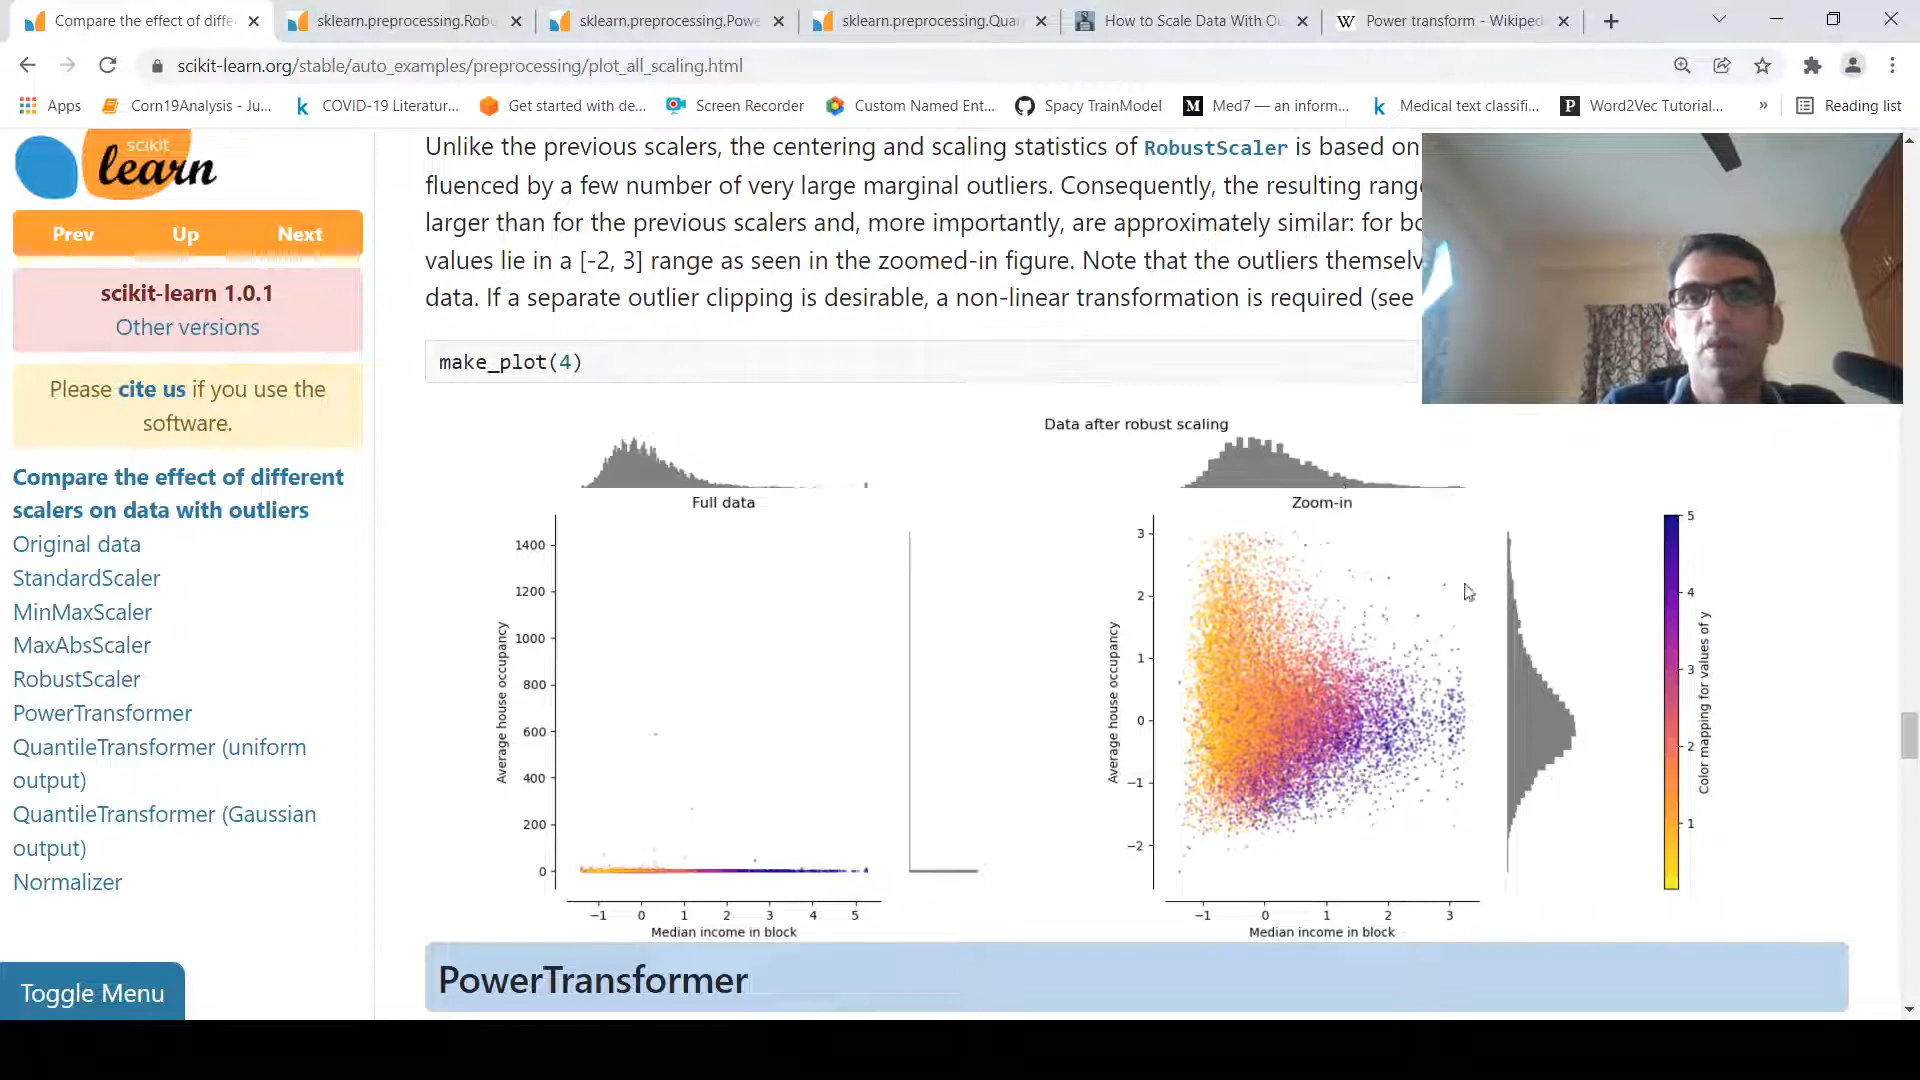 Compare the effect of diffe
sklearn.preprocessing.Robu
sklearn.preprocessing.Powe
sklearn.preprocessing.Quan
How to Scale Data With Ou
Power transform - Wikiped
scikit-learn.org/stable/auto_examples/preprocessing/plot_all_scaling.html
Apps
Corn19Analysis - Ju...
COVID-19 Literatur...
Get started with de...
Screen Recorder
Custom Named Ent...
Spacy TrainModel
Med7 — an inform...
Medical text classifi...
Word2Vec Tutorial...
»
Reading list
scikit
learn
Prev
Up
Next
scikit-learn 1.0.1
Other versions
Please cite us if you use the
software.
Compare the effect of different
scalers on data with outliers
Original data
StandardScaler
MinMaxScaler
MaxAbsScaler
RobustScaler
PowerTransformer
QuantileTransformer (uniform
output)
QuantileTransformer (Gaussian
output)
Normalizer
Toggle Menu
Unlike the previous scalers, the centering and scaling statistics of RobustScaler is based on
fluenced by a few number of very large marginal outliers. Consequently, the resulting range
larger than for the previous scalers and, more importantly, are approximately similar: for bo
values lie in a [-2, 3] range as seen in the zoomed-in figure. Note that the outliers themselv
data. If a separate outlier clipping is desirable, a non-linear transformation is required (see
make_plot(4)
Data after robust scaling
Full data
1400
1200
1000
800
600
400
200
0
Average house occupancy
−1 0 1 2 3 4 5
Median income in block
Zoom-in
3
2
1
0
−1
−2
Average house occupancy
−1 0 1 2 3
Median income in block
5
4
3
2
1
Color mapping for values of y
PowerTransformer